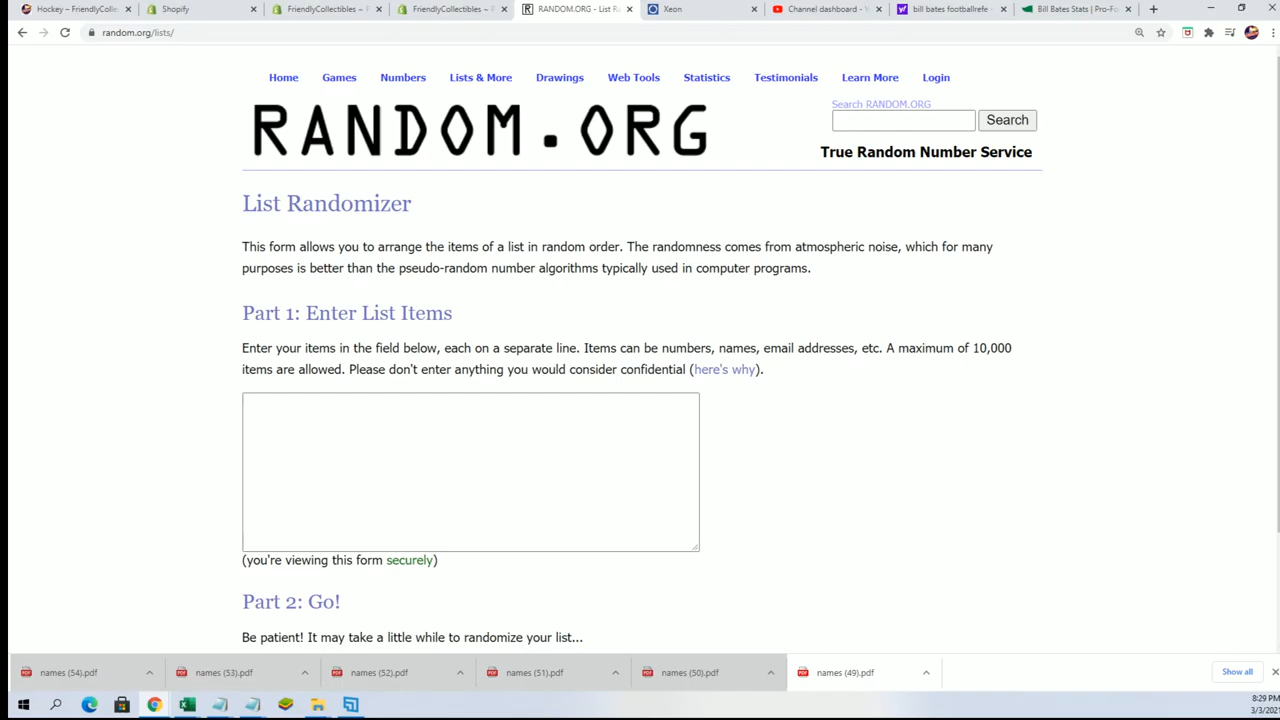 Hockey – FriendlyColle
Shopify
FriendlyCollectibles ~
FriendlyCollectibles ~
RANDOM.ORG - List Ra
Xeon
Channel dashboard -
bill bates footballrefe
Bill Bates Stats | Pro-Fo
random.org/lists/
Home Games Numbers Lists & More Drawings Web Tools Statistics Testimonials Learn More Login
RANDOM.ORG
Search RANDOM.ORG
Search
True Random Number Service
List Randomizer
This form allows you to arrange the items of a list in random order. The randomness comes from atmospheric noise, which for many
purposes is better than the pseudo-random number algorithms typically used in computer programs.
Part 1: Enter List Items
Enter your items in the field below, each on a separate line. Items can be numbers, names, email addresses, etc. A maximum of 10,000
items are allowed. Please don't enter anything you would consider confidential (here's why).
(you're viewing this form securely)
Part 2: Go!
Be patient! It may take a little while to randomize your list...
names (54).pdf names (53).pdf names (52).pdf names (51).pdf names (50).pdf names (49).pdf Show all
8:29 PM
3/3/202